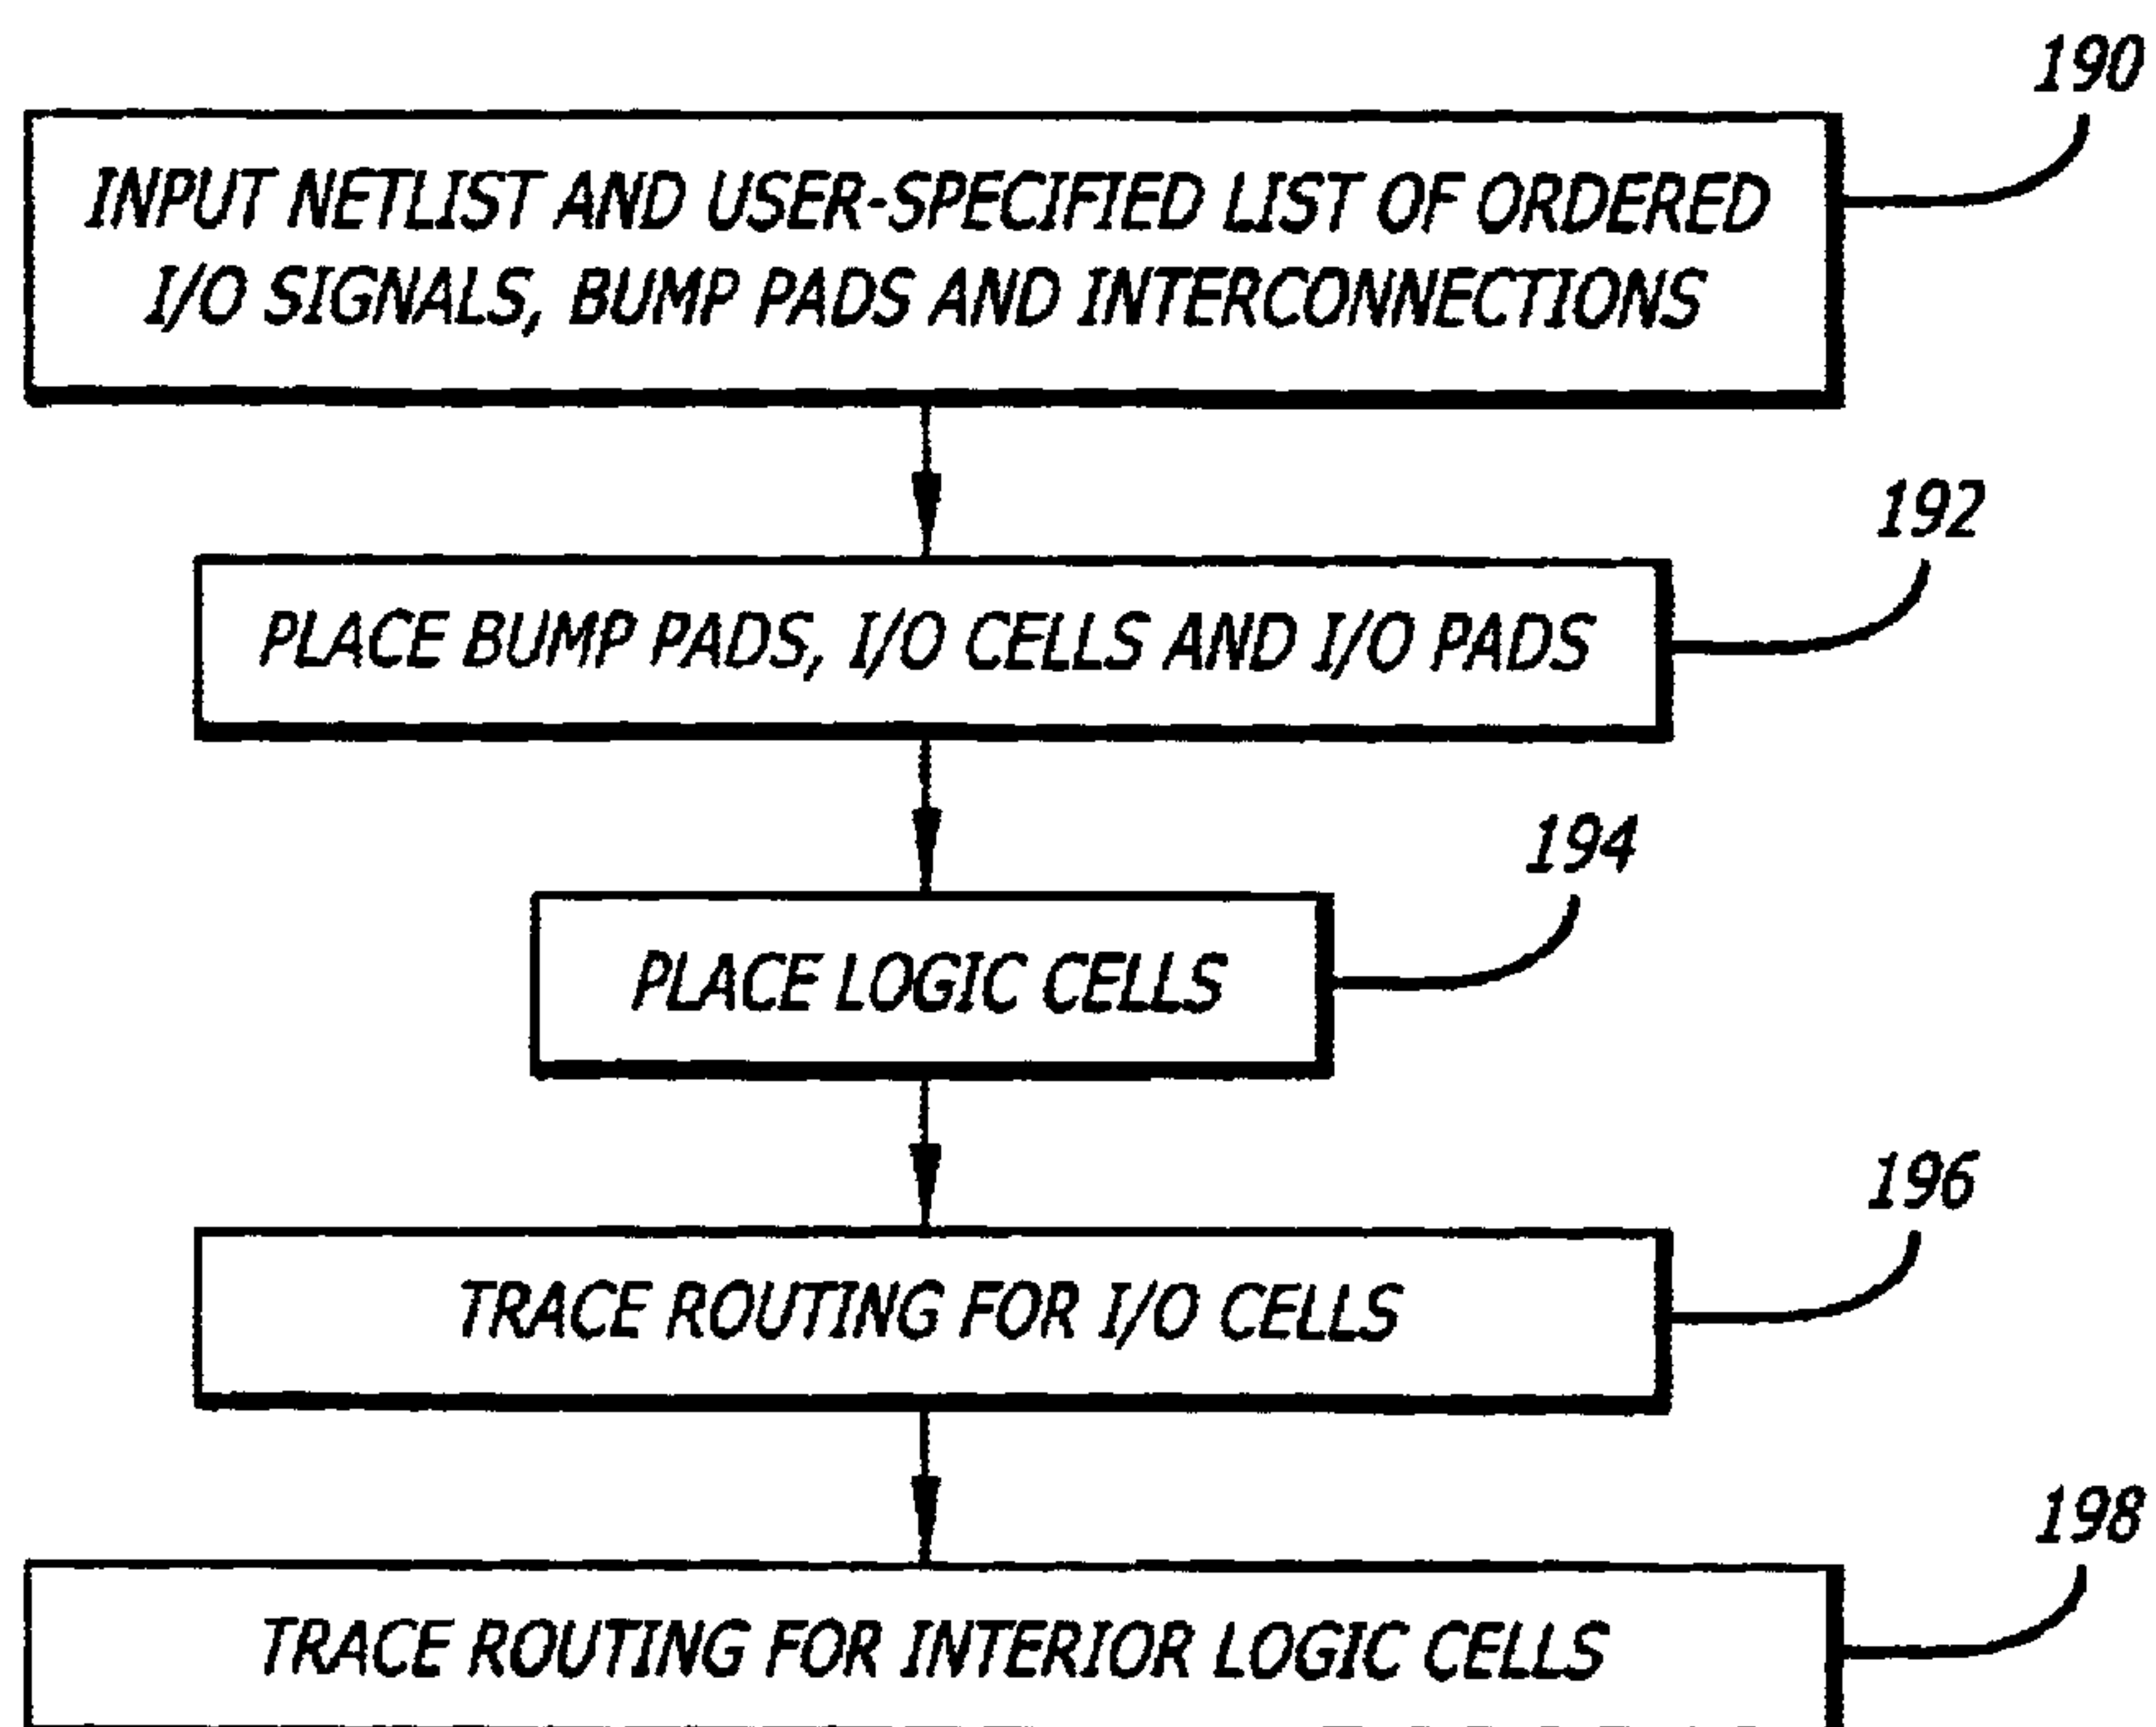 190
INPUT NETLIST AND USER-SPECIFIED LIST OF ORDERED
I/O SIGNALS, BUMP PADS AND INTERCONNECTIONS
192
PLACE BUMP PADS, I/O CELLS AND I/O PADS
194
PLACE LOGIC CELLS
196
TRACE ROUTING FOR I/O CELLS
198
TRACE ROUTING FOR INTERIOR LOGIC CELLS